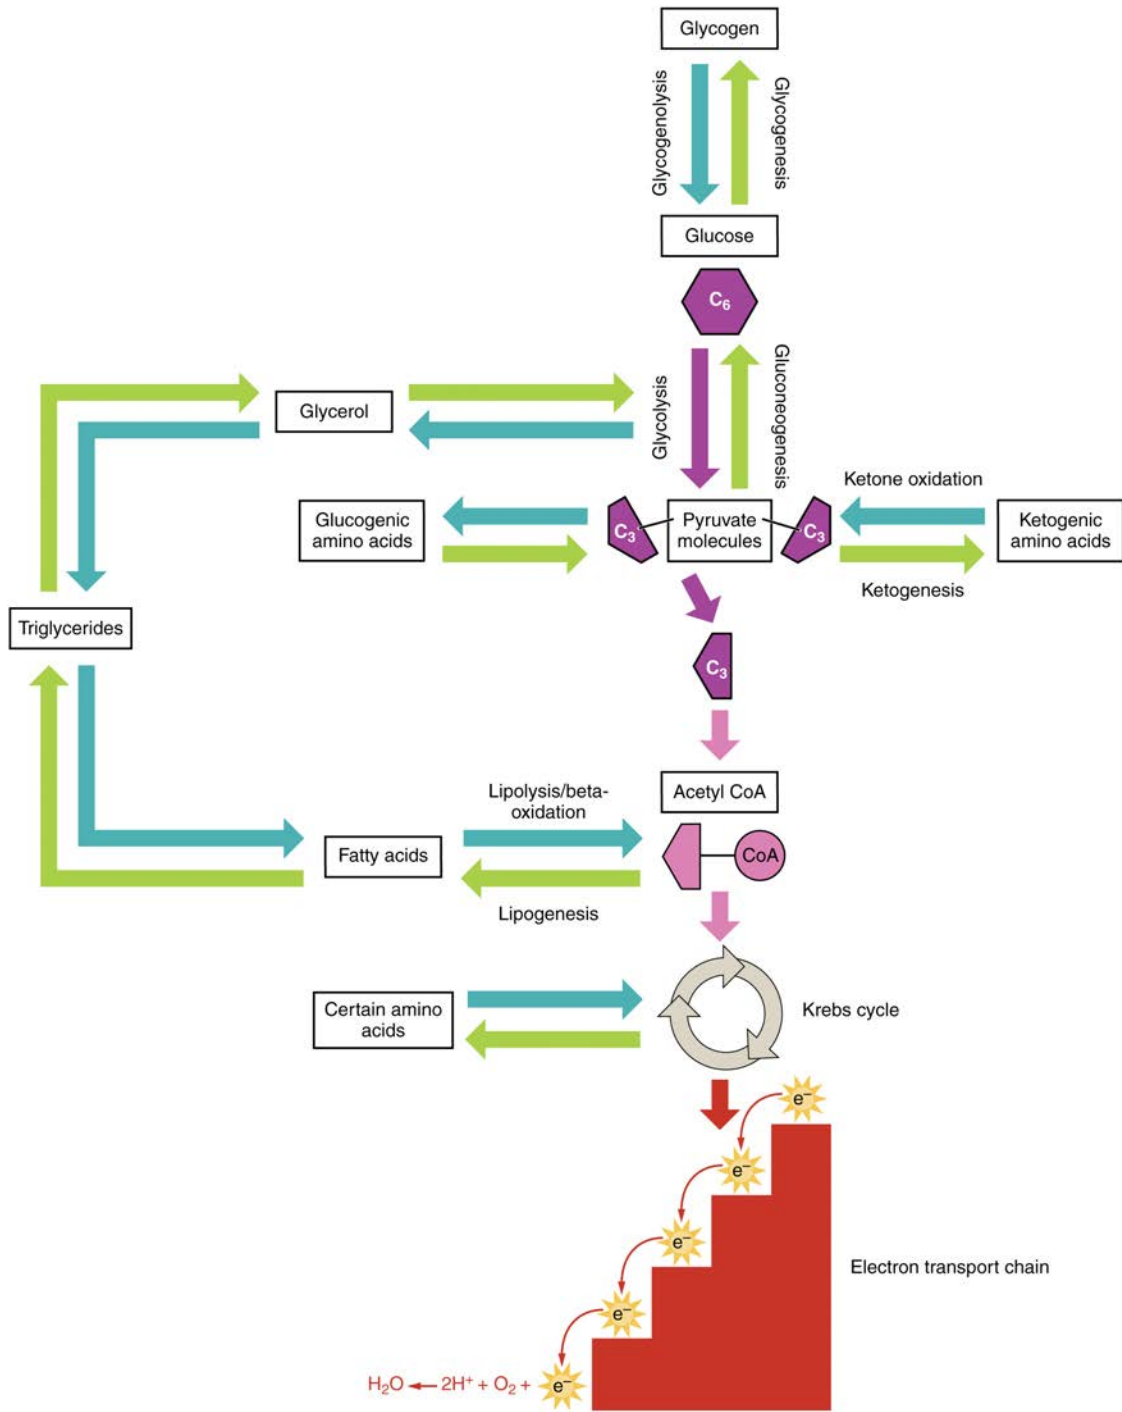 Glycogen
Glycogenolysis
Glycogenesis
Glucose
C6
Glycolysis
Gluconeogenesis
Glycerol
Ketone oxidation
Glucogenic
amino acids
C3
Pyruvate
molecules
C3
Ketogenic
amino acids
Ketogenesis
Triglycerides
C3
Acetyl CoA
Lipolysis/beta-
oxidation
Fatty acids
CoA
Lipogenesis
Certain amino
acids
Krebs cycle
e–
e–
e–
Electron transport chain
e–
H2O 2H+ + O2 + e–